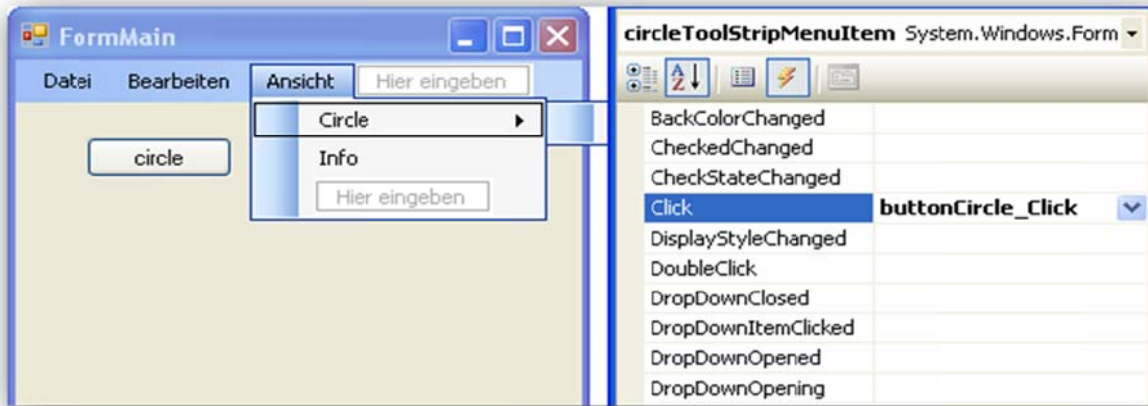 FormMain
Datei Bearbeiten Ansicht Hier eingeben
Circle
Info
Hier eingeben
circle
circleToolStripMenuItem System.Windows.Form
BackColorChanged
CheckedChanged
CheckStateChanged
Click buttonCircle_Click
DisplayStyleChanged
DoubleClick
DropDownClosed
DropDownItemClicked
DropDownOpened
DropDownOpening